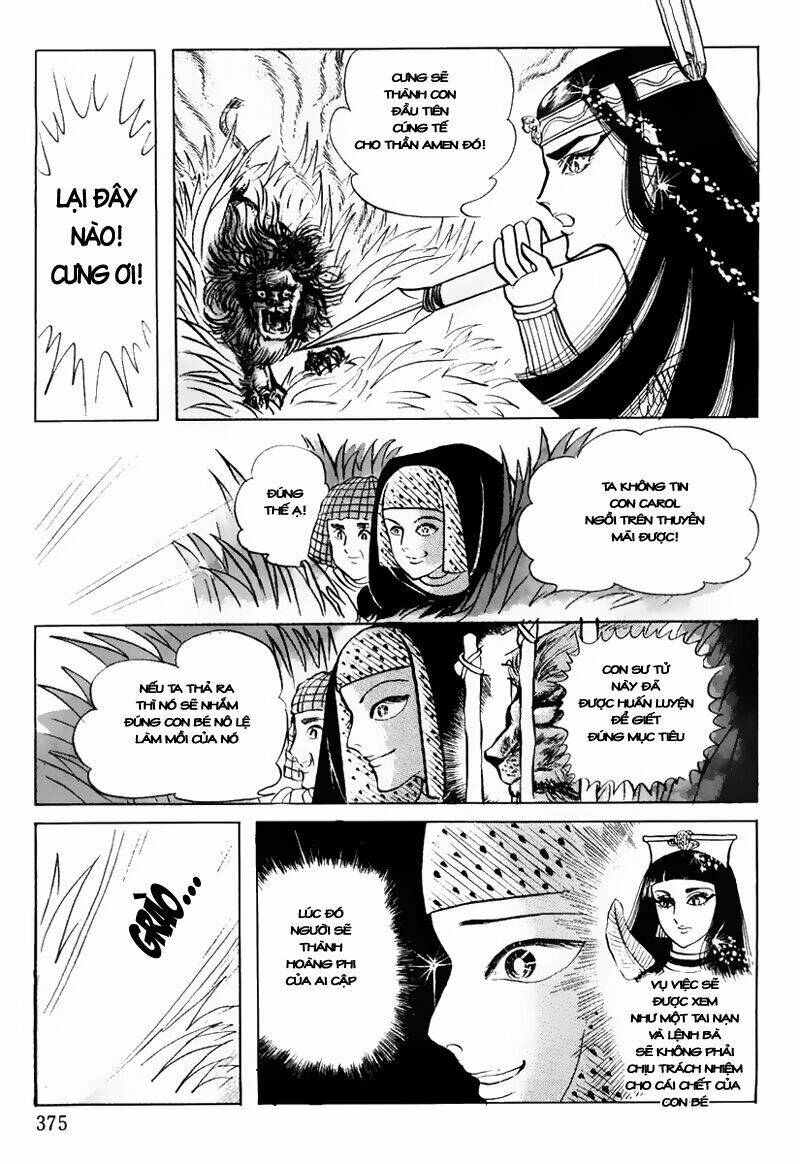 LẠI ĐÂY
NÀO!
CƯNG ƠI!
CƯNG SẼ
THÀNH CON
ĐẦU TIÊN
CÚNG TẾ
CHO THẦN AMEN ĐÓ!
ĐÚNG
THẾ Ạ!
TA KHÔNG TIN
CON CAROL
NGỒI TRÊN THUYỀN
MÃI ĐƯỢC!
NẾU TA THẢ RA
THÌ NÓ SẼ NHẮM
ĐÚNG CON BÉ NÔ LỆ
LÀM MỒI CỦA NÓ
CON SƯ TỬ
NÀY ĐÃ
ĐƯỢC HUẤN LUYỆN
ĐỂ GIẾT
ĐÚNG MỤC TIÊU
GRÀO...
LÚC ĐÓ
NGƯỜI SẼ
THÀNH
HOÀNG PHI
CỦA AI CẬP
VỤ VIỆC SẼ
ĐƯỢC XEM
NHƯ MỘT TAI NẠN
VÀ LỆNH BÀ
SẼ KHÔNG PHẢI
CHỊU TRÁCH NHIỆM
CHO CÁI CHẾT CỦA
CON BÉ
375